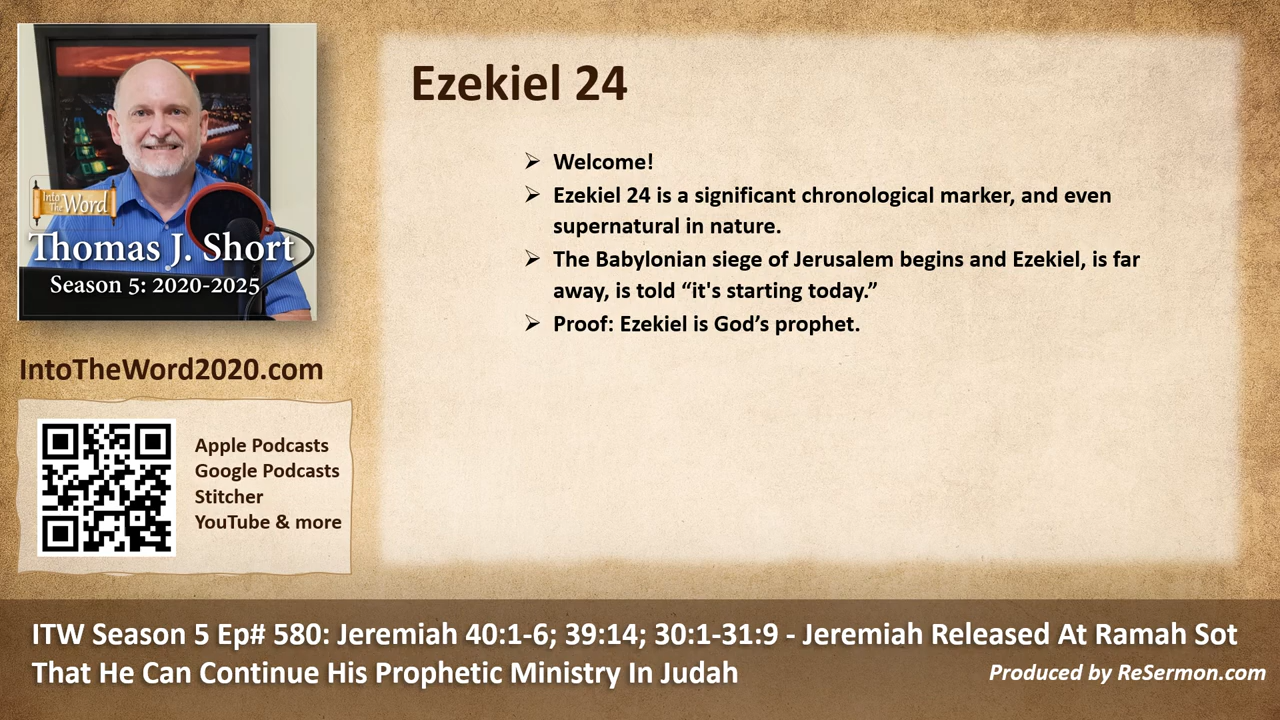 Into
The Word
Thomas J. Short
Season 5: 2020-2025
IntoTheWord2020.com
Apple Podcasts
Google Podcasts
Stitcher
YouTube & more
Ezekiel 24
➢ Welcome!
➢ Ezekiel 24 is a significant chronological marker, and even
supernatural in nature.
➢ The Babylonian siege of Jerusalem begins and Ezekiel, is far
away, is told “it's starting today.”
➢ Proof: Ezekiel is God’s prophet.
ITW Season 5 Ep# 580: Jeremiah 40:1-6; 39:14; 30:1-31:9 - Jeremiah Released At Ramah Sot
That He Can Continue His Prophetic Ministry In Judah
Produced by ReSermon.com